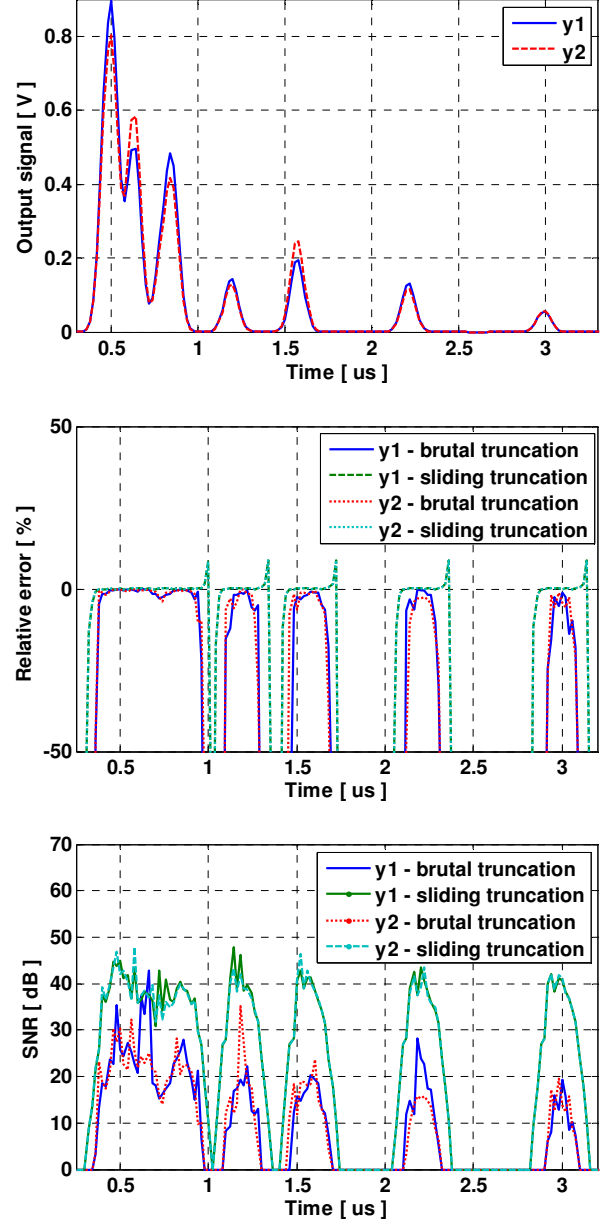 0.8
0.6
0.4
0.2
0
Output signal [ V ]
y1
y2
0.5 1 1.5 2 2.5 3
Time [ us ]
50
0
-50
Relative error [ % ]
y1 - brutal truncation
y1 - sliding truncation
y2 - brutal truncation
y2 - sliding truncation
0.5 1 1.5 2 2.5 3
Time [ us ]
70
60
50
40
30
20
10
0
SNR [ dB ]
y1 - brutal truncation
y1 - sliding truncation
y2 - brutal truncation
y2 - sliding truncation
0.5 1 1.5 2 2.5 3
Time [ us ]